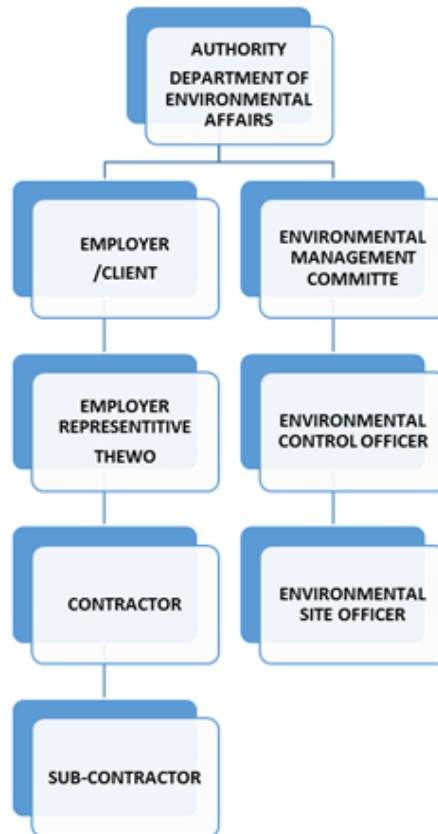 AUTHORITY
DEPARTMENT OF
ENVIRONMENTAL
AFFAIRS
EMPLOYER
/CLIENT
ENVIRONMENTAL
MANAGEMENT
COMMITTE
EMPLOYER
REPRESENTITIVE
THEWO
ENVIRONMENTAL
CONTROL OFFICER
CONTRACTOR
ENVIRONMENTAL
SITE OFFICER
SUB-CONTRACTOR